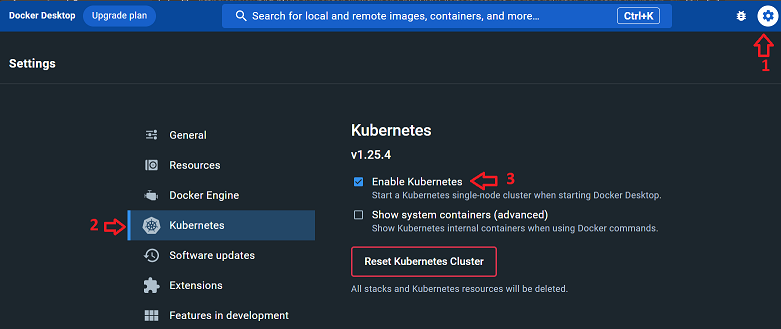 Docker Desktop Upgrade plan Search for local and remote images, containers, and more... Ctrl+K
1
Settings
General
Resources
Docker Engine
2 Kubernetes
Software updates
Extensions
Features in development
Kubernetes
v1.25.4
Enable Kubernetes 3
Start a Kubernetes single-node cluster when starting Docker Desktop.
Show system containers (advanced)
Show Kubernetes internal containers when using Docker commands.
Reset Kubernetes Cluster
All stacks and Kubernetes resources will be deleted.